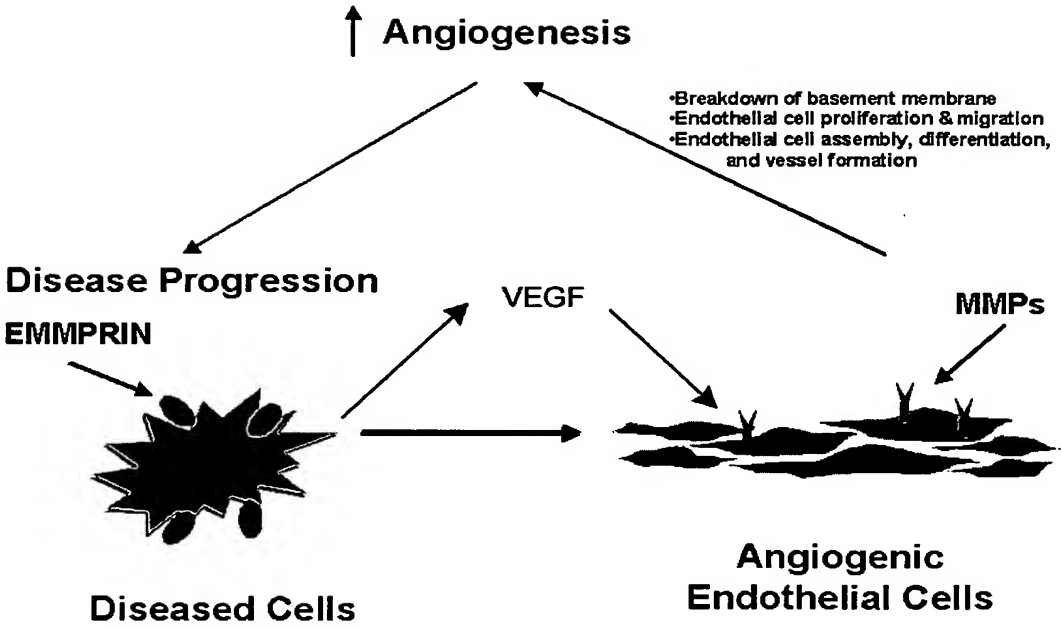 ↑ Angiogenesis
•Breakdown of basement membrane
•Endothelial cell proliferation & migration
•Endothelial cell assembly, differentiation,
and vessel formation
Disease Progression
VEGF
MMPs
EMMPRIN
Angiogenic
Endothelial Cells
Diseased Cells